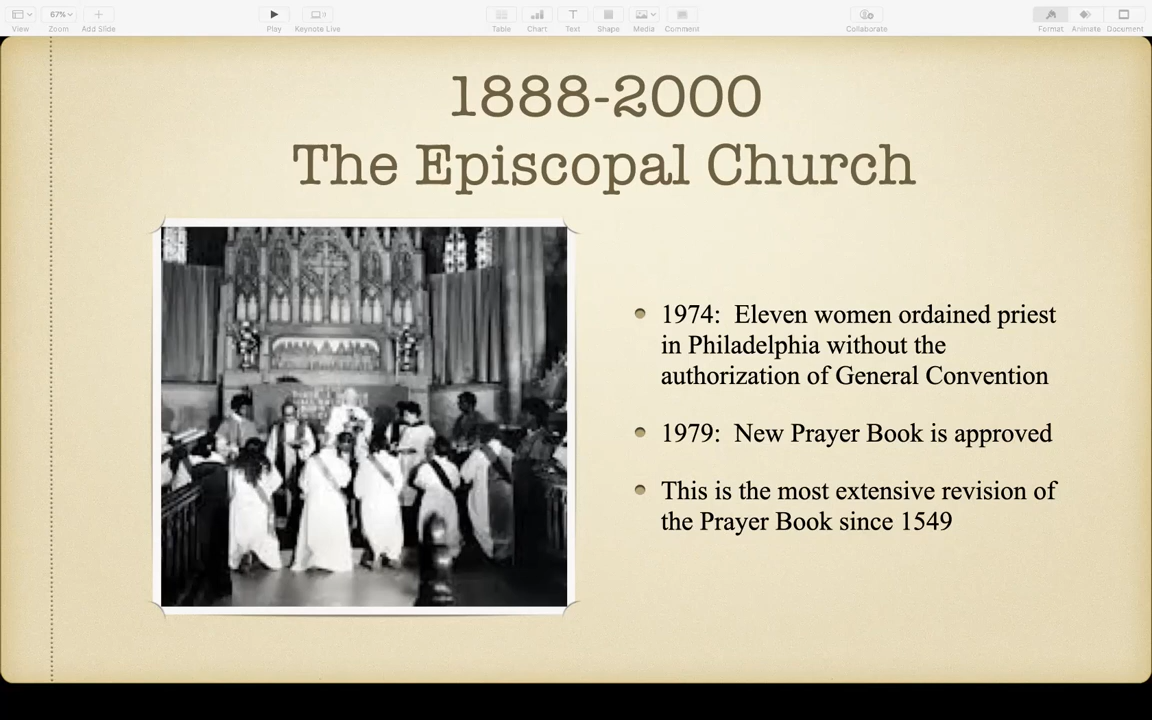 67%
View
Zoom
Add Slide
Play
Keynote Live
Table
Chart
Text
Shape
Media
Comment
Collaborate
Format
Animate
Document
1888-2000
The Episcopal Church
1974:  Eleven women ordained priest
in Philadelphia without the
authorization of General Convention
1979:  New Prayer Book is approved
This is the most extensive revision of
the Prayer Book since 1549